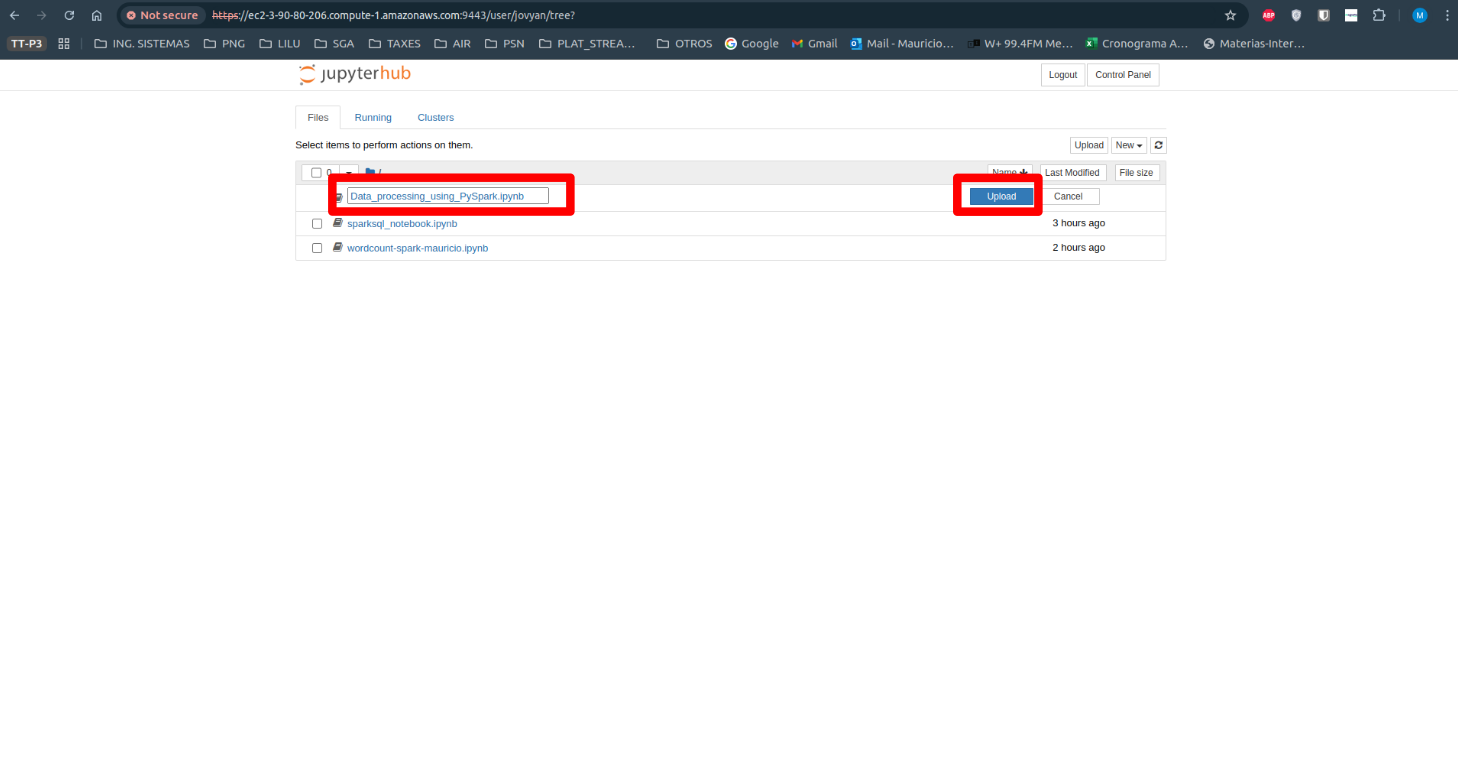 Not secure https://ec2-3-90-80-206.compute-1.amazonaws.com:9443/user/jovyan/tree? ABP M
TT-P3 ING. SISTEMAS PNG LILU SGA TAXES AIR PSN PLAT_STREA... OTROS Google Gmail Mail - Mauricio... W+ 99.4FM Me... Cronograma A... Materias-Inter...
jupyterhub Logout Control Panel
Files Running Clusters
Select items to perform actions on them. Upload New
0 / Name Last Modified File size
Data_processing_using_PySpark.ipynb Upload Cancel
sparksql_notebook.ipynb 3 hours ago
wordcount-spark-mauricio.ipynb 2 hours ago